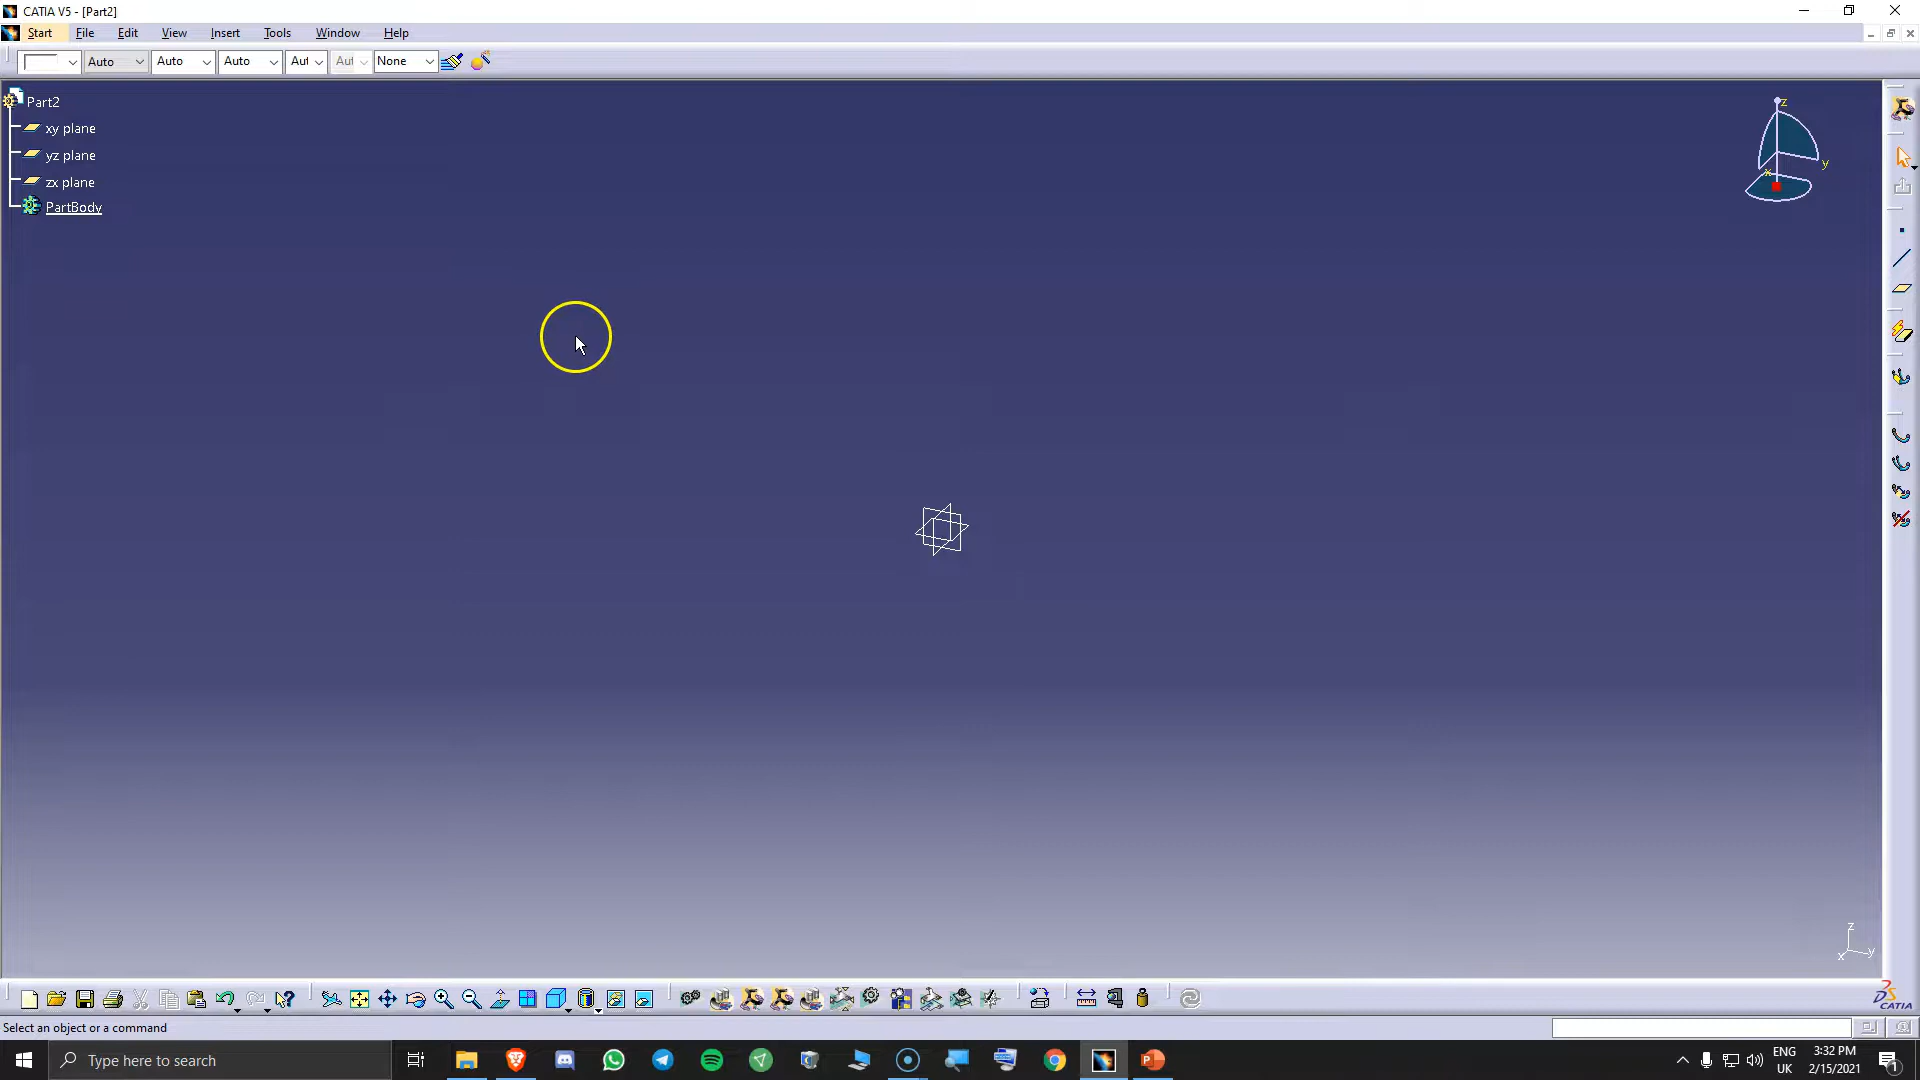 CATIA V5 - [Part2]
Start File Edit View Insert Tools Window Help
Auto Auto Auto Aut Aut None
Part2
xy plane
yz plane
zx plane
PartBody
z
y
x
z
x y
CATIA
Select an object or a command
Type here to search
ENG
UK
3:32 PM
2/15/2021
1